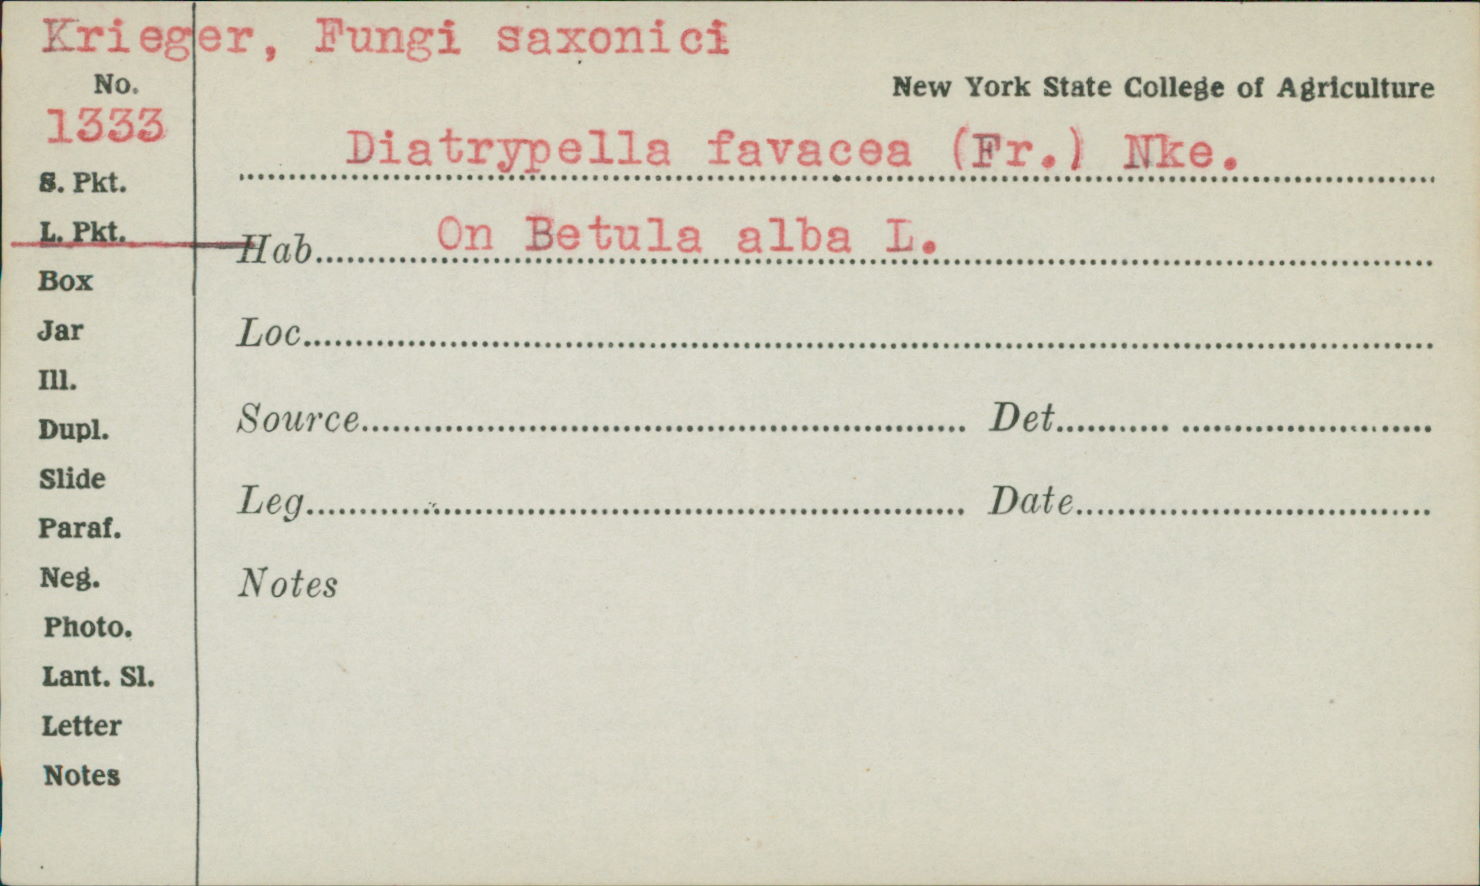 Krieger, Fungi saxonici
No.
New York State College of Agriculture
1333
Diatrypella favacea (Fr.) Nke.
S. Pkt.
L. Pkt.
Hab. On Betula alba L.
Box
Jar
Loc.
Ill.
Source Det.
Dupl.
Slide
Leg. Date
Paraf.
Neg.
Notes
Photo.
Lant. Sl.
Letter
Notes